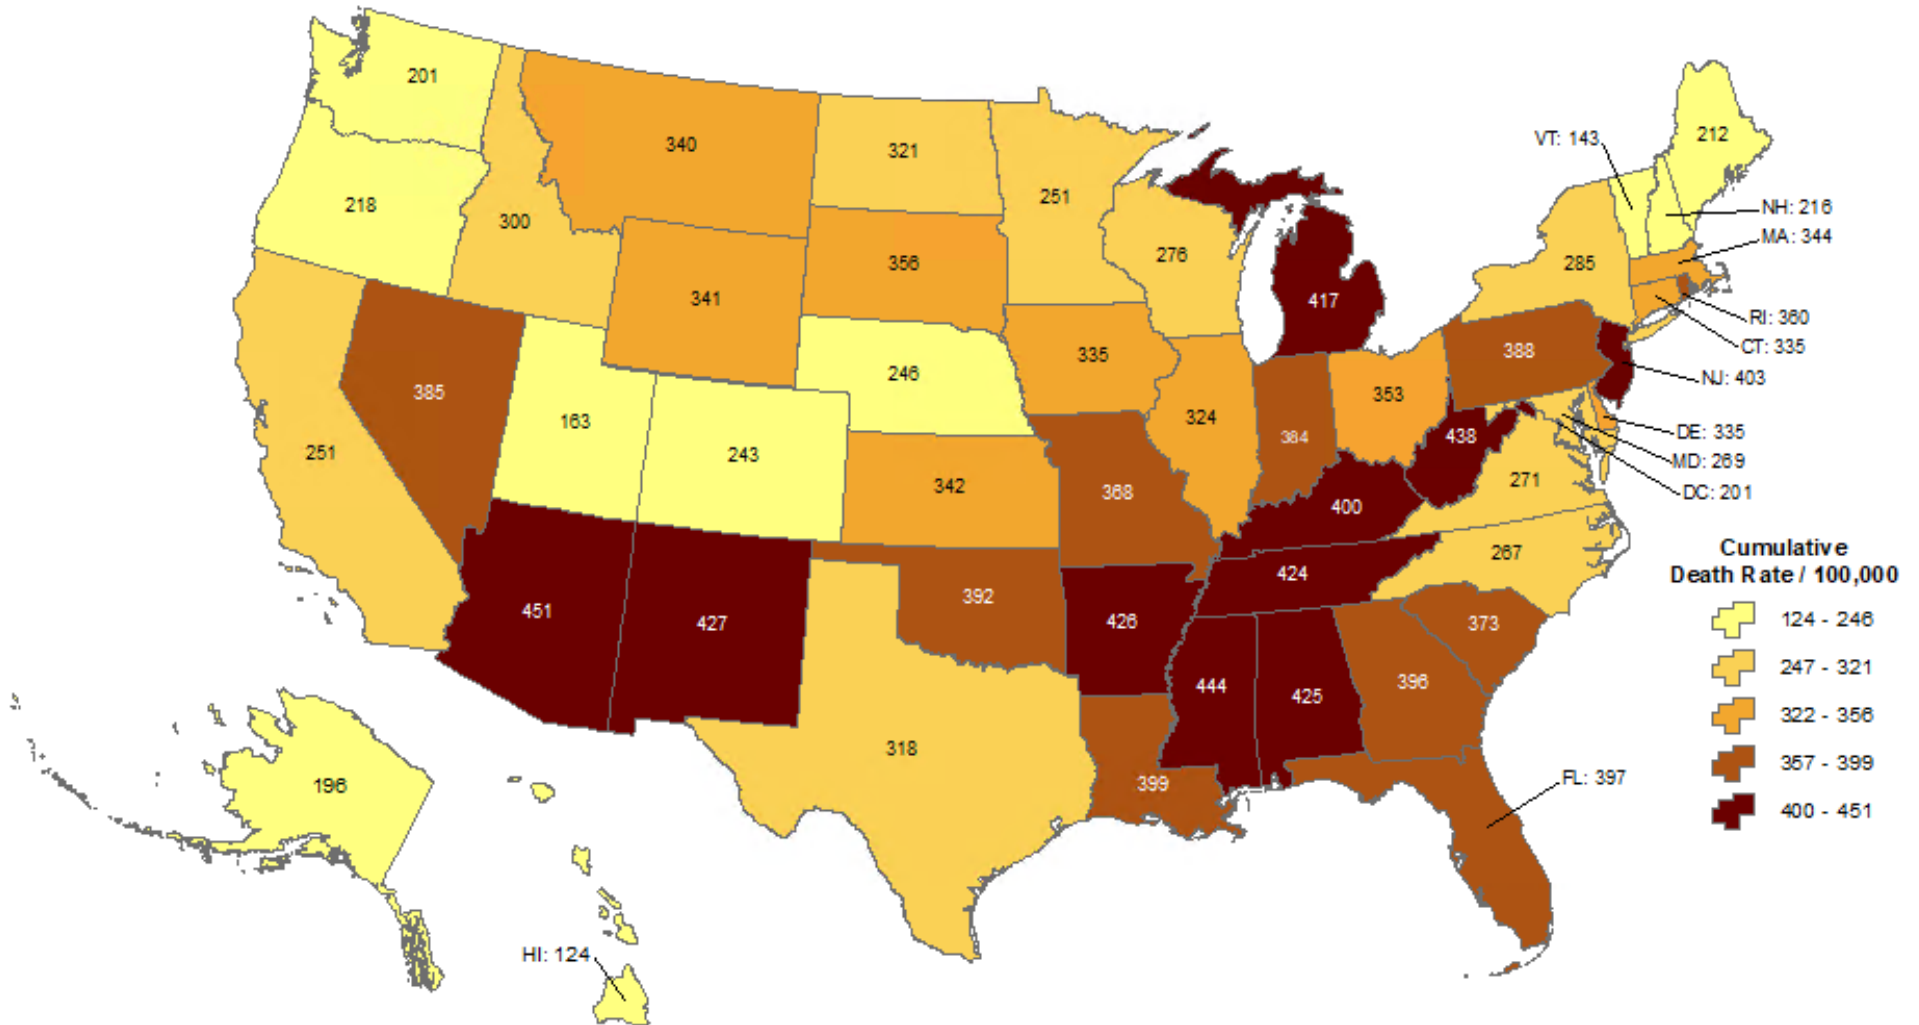 201
340
321
251
212
VT: 143
218
300
276
NH: 216
MA: 344
356
285
341
417
RI: 360
335
388
CT: 335
246
NJ: 403
385
163
353
324
384
438
DE: 335
251
243
MD: 269
342
368
271
DC: 201
400
Cumulative
Death Rate / 100,000
267
424
451
427
392
426
373
124 - 246
247 - 321
444
425
396
322 - 356
318
357 - 399
196
399
FL: 397
400 - 451
HI: 124